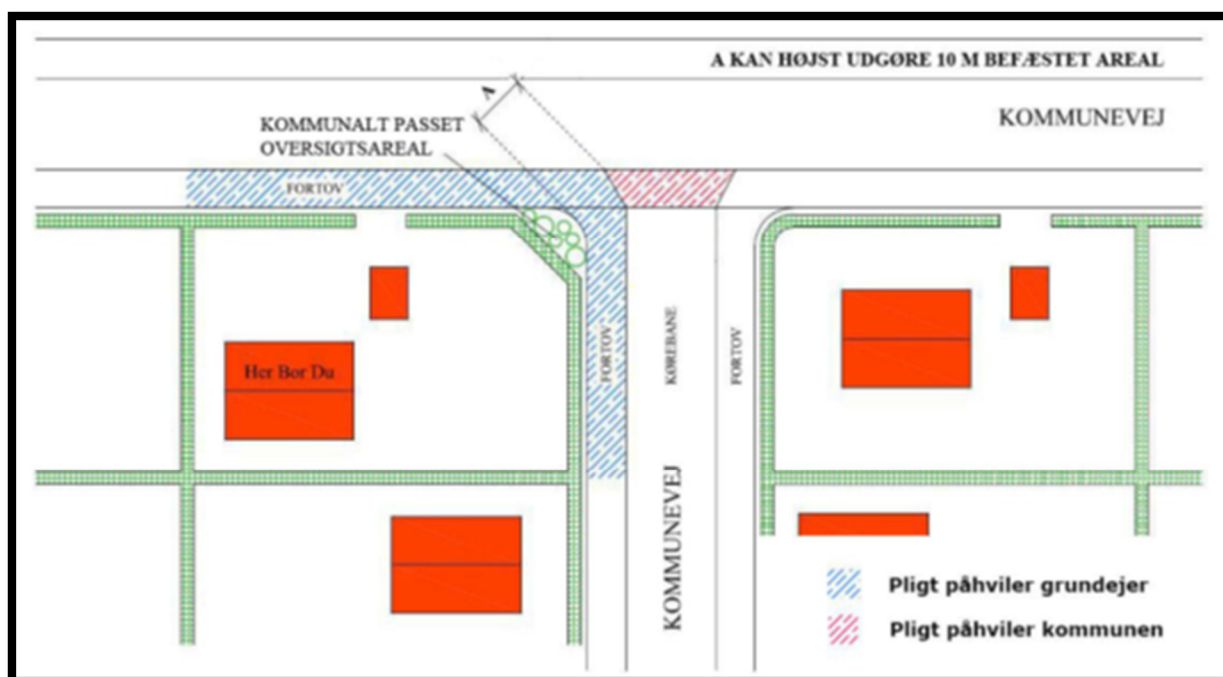 A KAN HØJST UDGØRE 10 M BEFÆSTET AREAL
A
KOMMUNEVEJ
KOMMUNALT PASSET
OVERSIGTSAREAL
FORTOV
FORTOV
KØREBANE
FORTOV
Her Bor Du
KOMMUNEVEJ
Pligt påhviler grundejer
Pligt påhviler kommunen